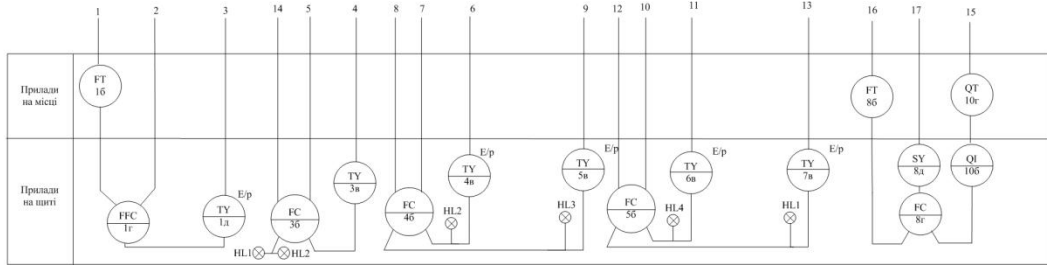 1 2 3 14 5 4 8 7 6 9 12 10 11 13 16 17 15
Прилади
на місці
FT
1б
FT
8б
QT
10г
Прилади
на щиті
FFC
1г
TY
1д
E/p
FC
3б
HL1
HL2
TY
3в
FC
4б
HL2
TY
4в
E/p
HL3
TY
5в
E/p
FC
5б
HL4
TY
6в
E/p
HL1
TY
7в
E/p
SY
8д
FC
8г
QI
10б